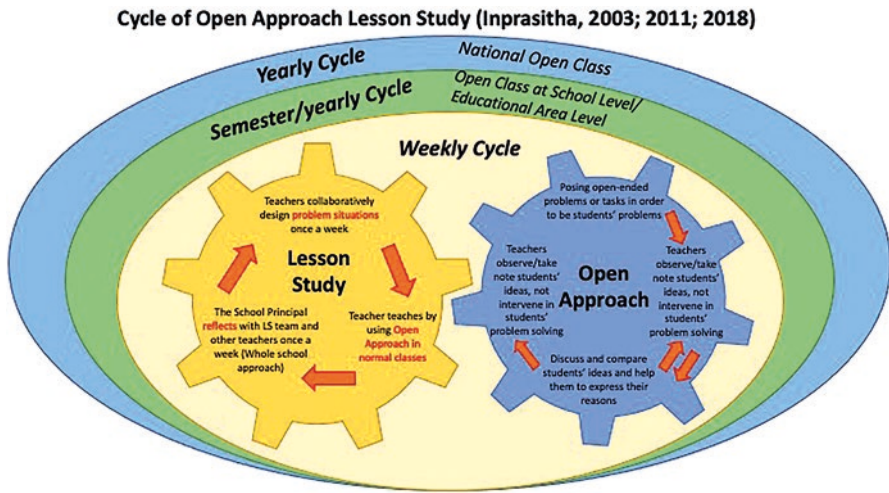 Cycle of Open Approach Lesson Study (Inprasitha, 2003; 2011; 2018)
Yearly Cycle
National Open Class
Semester/yearly Cycle
Open Class at School Level/
Educational Area Level
Weekly Cycle
Teachers collaboratively
design problem situations
once a week
Lesson
Study
Teacher teaches by
using Open
Approach in
normal classes
The School Principal
reflects with LS team and
other teachers once a
week (Whole school
approach)
Posing open-ended
problems or tasks in order
to be students' problems
Open
Approach
Teachers
observe/take
note students'
ideas, not
intervene in
students'
problem solving
Discuss and compare
students' ideas and help
them to express their
reasons
Teachers
observe/take
note students'
ideas, not
intervene in
students'
problem solving